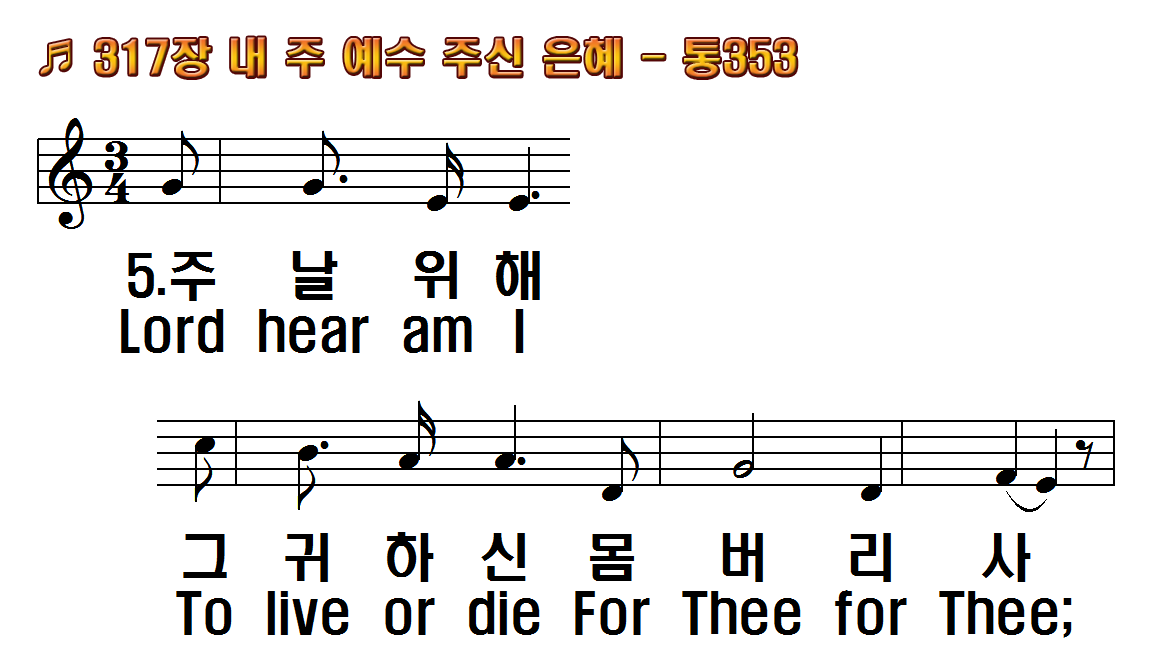 ♬ 317장 내 주 예수 주신 은혜 - 통353
3
4
5.주 날 위 해
Lord hear am I
그 귀 하 신 몸 버 리 사
To live or die For Thee for Thee;